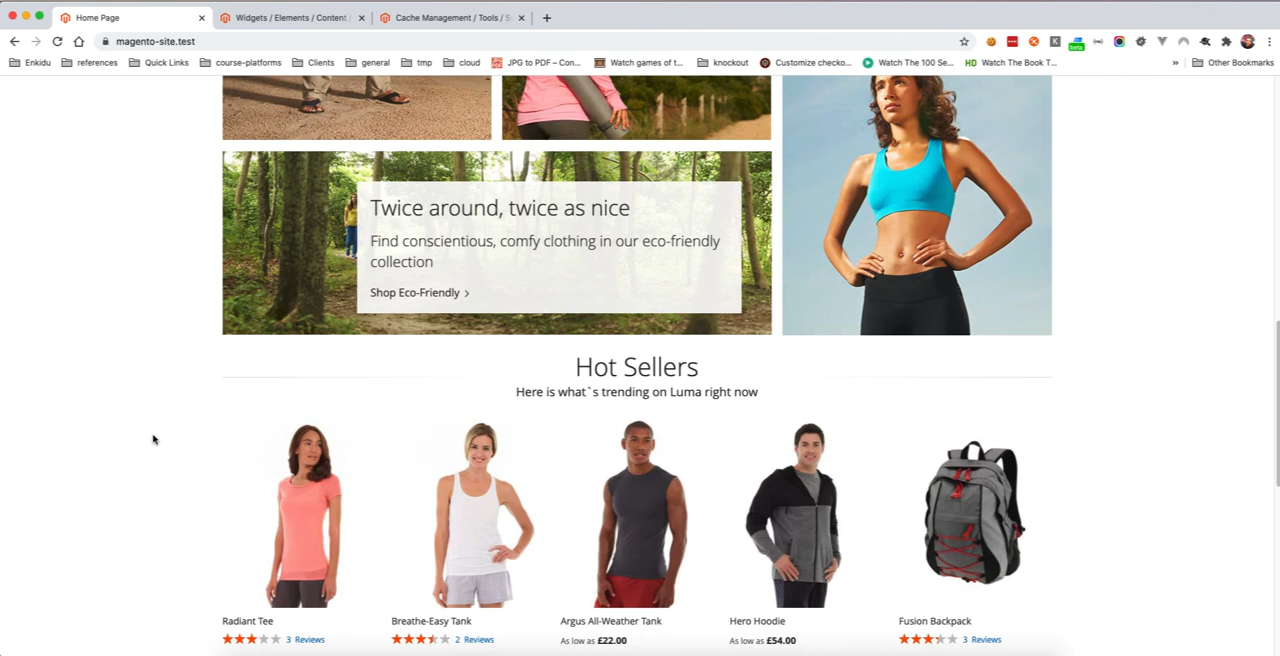 Home Page
Widgets / Elements / Content /
Cache Management / Tools / S
magento-site.test
Enkidu
references
Quick Links
course-platforms
Clients
general
tmp
cloud
JPG to PDF – Con...
Watch games of t...
knockout
Customize checko...
Watch The 100 Se...
HD Watch The Book T...
»
Other Bookmarks
beta
Twice around, twice as nice
Find conscientious, comfy clothing in our eco-friendly
collection
Shop Eco-Friendly >
Hot Sellers
Here is what`s trending on Luma right now
Radiant Tee
3 Reviews
Breathe-Easy Tank
2 Reviews
Argus All-Weather Tank
As low as £22.00
Hero Hoodie
As low as £54.00
Fusion Backpack
3 Reviews